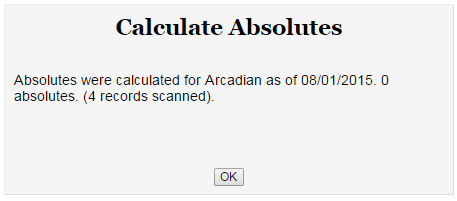 Calculate Absolutes
Absolutes were calculated for Arcadian as of 08/01/2015. 0
absolutes. (4 records scanned).
OK